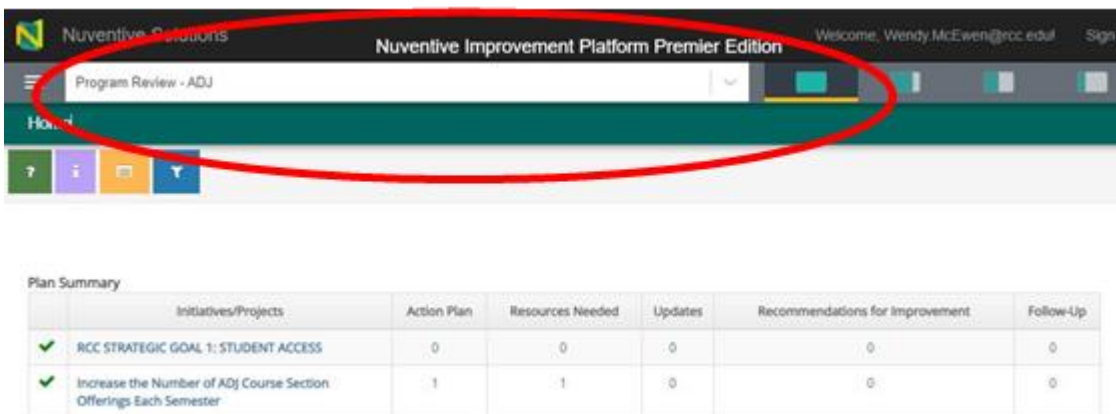 Nuventive Solutions
Nuventive Improvement Platform Premier Edition
Welcome, Wendy.McEwen@rcc.edu!
Sign
Program Review - ADJ
Home
?
i
Plan Summary
Initiatives/Projects
Action Plan
Resources Needed
Updates
Recommendations for Improvement
Follow-Up
RCC STRATEGIC GOAL 1: STUDENT ACCESS
0
0
0
0
0
Increase the Number of ADJ Course Section
Offerings Each Semester
1
1
0
0
0